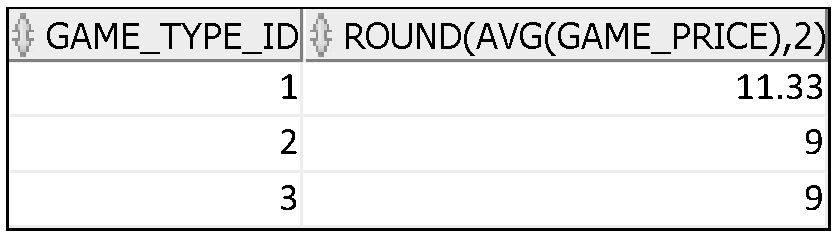 GAME_TYPE_ID ROUND(AVG(GAME_PRICE),2)
1 11.33
2 9
3 9